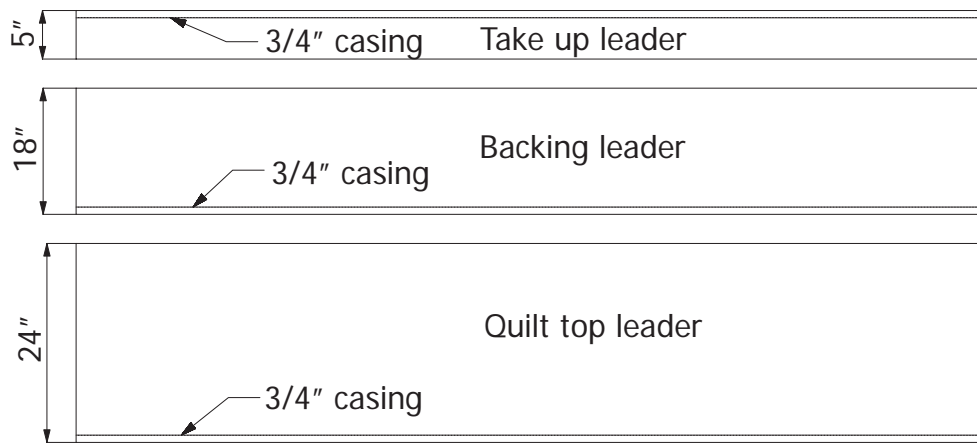 5″
3/4″ casing
Take up leader
18″
Backing leader
3/4″ casing
24″
Quilt top leader
3/4″ casing